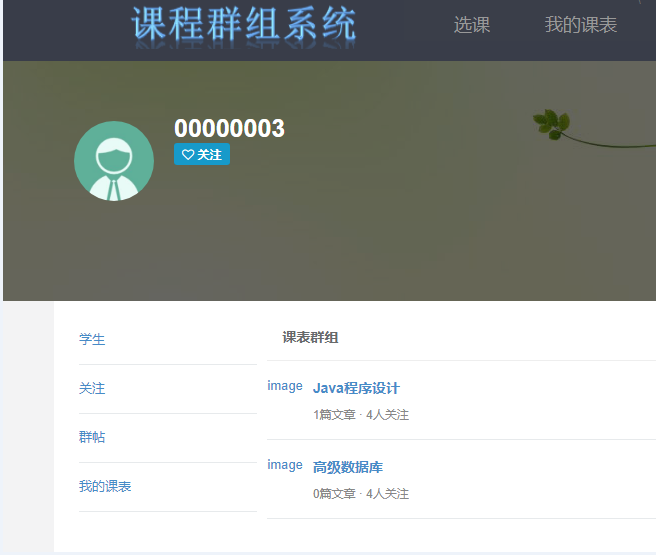 课程群组系统
选课
我的课表
00000003
关注
学生
关注
群帖
我的课表
课表群组
image
Java程序设计
1篇文章 · 4人关注
image
高级数据库
0篇文章 · 4人关注